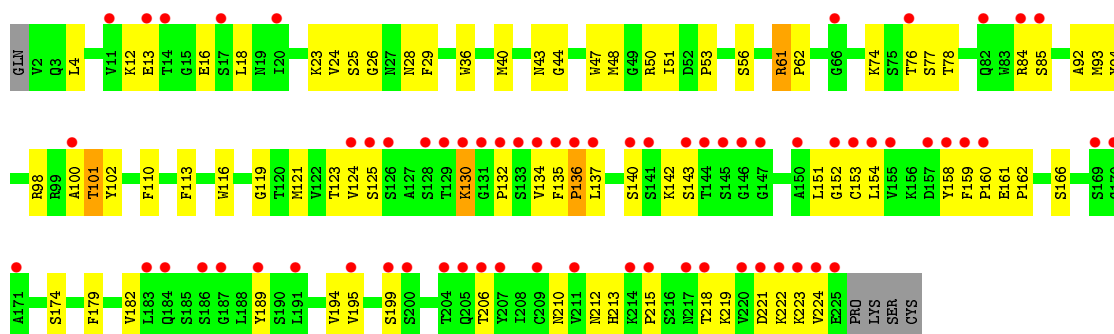 GLN V2 Q3 L4 V11 K12 E13 T14 G15 E16 S17 L18 N19 I20 K23 V24 S25 G26 N27 N28 F29 W36 M40 N43 G44 W47 M48 G49 R50 I51 D52 P53 S56 R61 P62 G66 K74 S75 T76 S77 T78 Q82 W83 R84 S85 A92 M93
R98 R99 A100 T101 Y102 F110 F113 W116 G119 T120 M121 V122 T123 V124 S125 S126 A127 S128 T129 K130 G131 P132 S133 V134 F135 P136 L137 S140 S141 K142 S143 T144 S145 G146 G147 A150 L151 G152 C153 L154 V155 K156 D157 Y158 F159 P160 E161 P162 S166 S169
A171 S174 F179 V182 L183 Q184 S185 S186 G187 L188 Y189 S190 L191 V194 V195 S199 S200 T204 Q205 T206 Y207 I208 C209 N210 V211 N212 H213 K214 P215 S216 N217 T218 K219 V220 D221 K222 K223 V224 E225 PRO LYS SER CYS